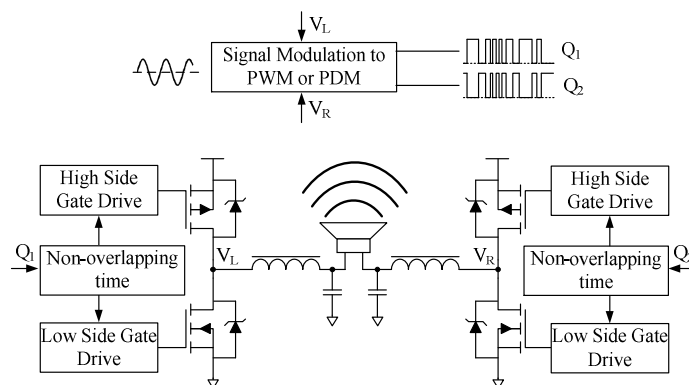 V_L
Signal Modulation to
PWM or PDM
V_R
Q_1
Q_2
High Side
Gate Drive
Q_1
Non-overlapping
time
Low Side Gate
Drive
V_L
V_R
High Side
Gate Drive
Non-overlapping
time
Low Side Gate
Drive